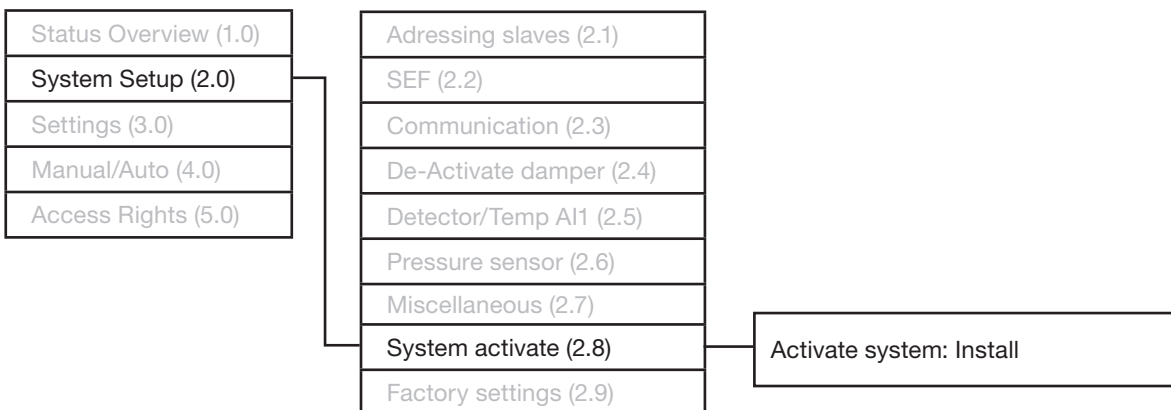 Status Overview (1.0)
System Setup (2.0)
Settings (3.0)
Manual/Auto (4.0)
Access Rights (5.0)
Adressing slaves (2.1)
SEF (2.2)
Communication (2.3)
De-Activate damper (2.4)
Detector/Temp AI1 (2.5)
Pressure sensor (2.6)
Miscellaneous (2.7)
System activate (2.8)
Factory settings (2.9)
Activate system: Install